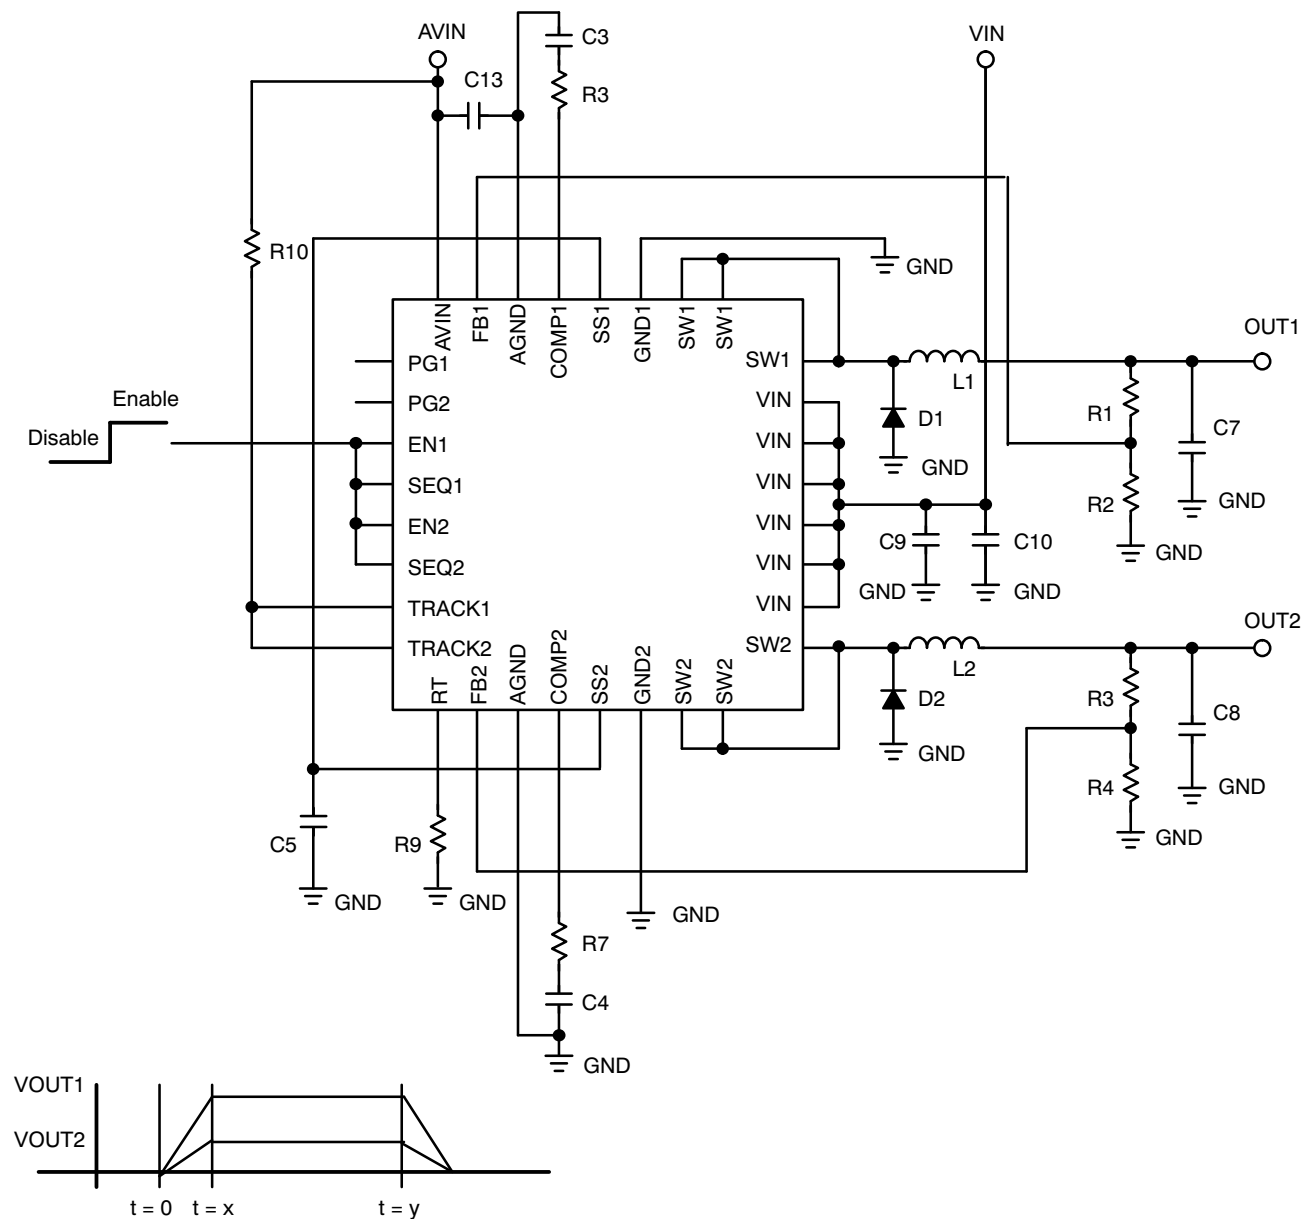 AVIN
VIN
C3
C13
R3
R10
GND
AVIN
FB1
AGND
COMP1
SS1
GND1
SW1
SW1
OUT1
PG1
PG2
EN1
SEQ1
EN2
SEQ2
TRACK1
TRACK2
Enable
Disable
SW1
VIN
VIN
VIN
VIN
VIN
VIN
SW2
L1
D1
GND
R1
R2
GND
C7
GND
C9
C10
GND
GND
OUT2
RT
FB2
AGND
COMP2
SS2
GND2
SW2
SW2
L2
D2
GND
R3
R4
GND
C8
GND
C5
GND
R9
GND
GND
R7
C4
GND
VOUT1
VOUT2
t = 0
t = x
t = y